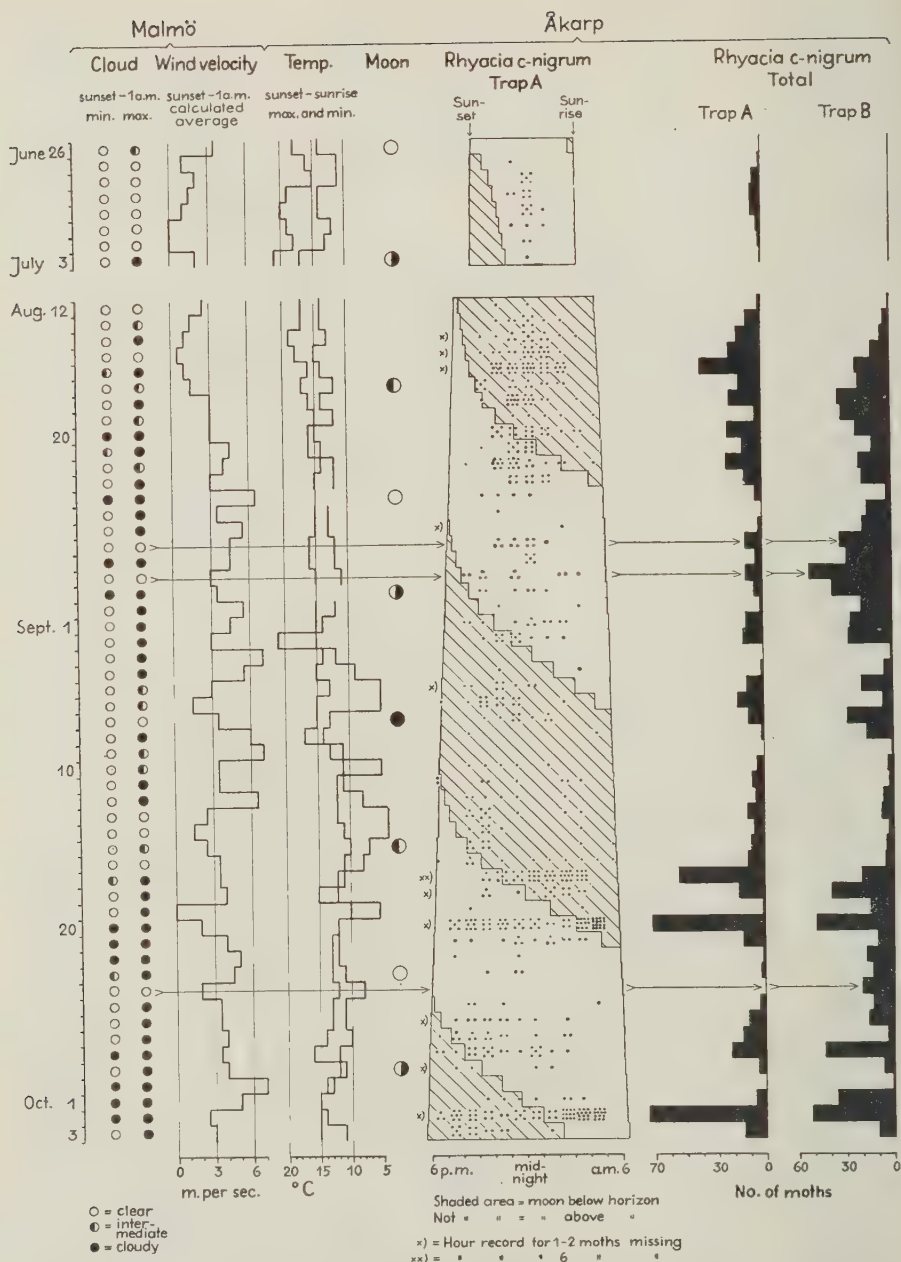 Malmö
Åkarp
Cloud Wind velocity Temp. Moon Rhyacia c-nigrum Rhyacia c-nigrum
Trap A Total
sunset–1a.m. sunset–1a.m. sunset–sunrise
min. max. calculated average max. and min.
Sun-set Sun-rise Trap A Trap B
June 26
July 3
Aug. 12
x)
x)
x)
20
x)
Sept. 1
x)
10
xx)
x)
20 x)
x)
x)
Oct. 1
x)
3
0 3 6 20 15 10 5 6 p.m. mid-night a.m. 6 70 30 0 60 30 0
m. per sec. °C No. of moths
Shaded area = moon below horizon
Not " " = " above "
○ = clear
◐ = inter-mediate
● = cloudy
x) = Hour record for 1-2 moths missing
xx) = " " " 6 " "